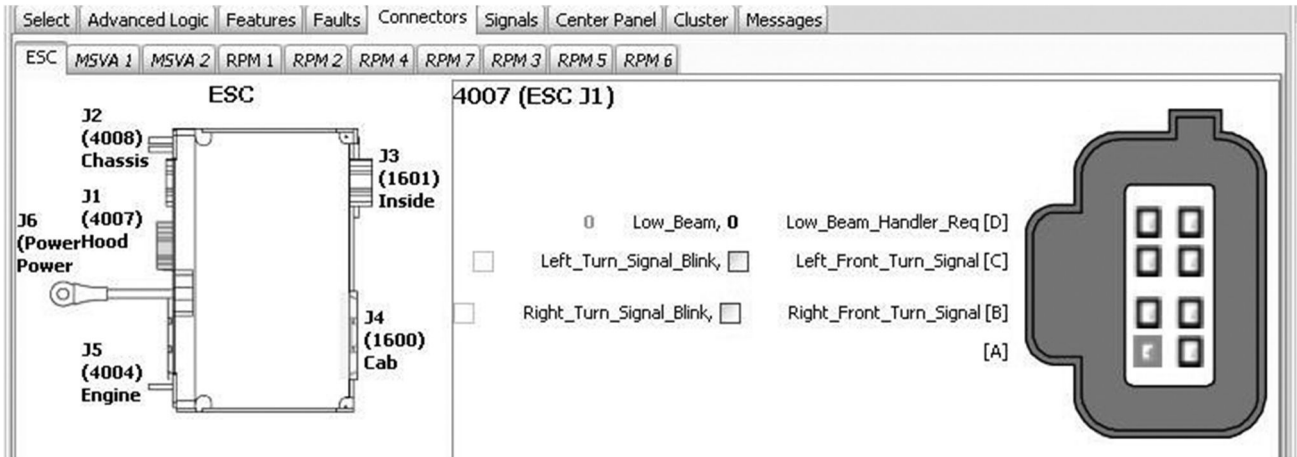 Select Advanced Logic Features Faults Connectors Signals Center Panel Cluster Messages
ESC MSVA 1 MSVA 2 RPM 1 RPM 2 RPM 4 RPM 7 RPM 3 RPM 5 RPM 6
ESC
J2
(4008)
Chassis
J1
(4007)
Hood
J6
(Power
Power
J5
(4004)
Engine
J3
(1601)
Inside
J4
(1600)
Cab
4007 (ESC J1)
0 Low_Beam, 0 Low_Beam_Handler_Req [D]
Left_Turn_Signal_Blink, Left_Front_Turn_Signal [C]
Right_Turn_Signal_Blink, Right_Front_Turn_Signal [B]
[A]